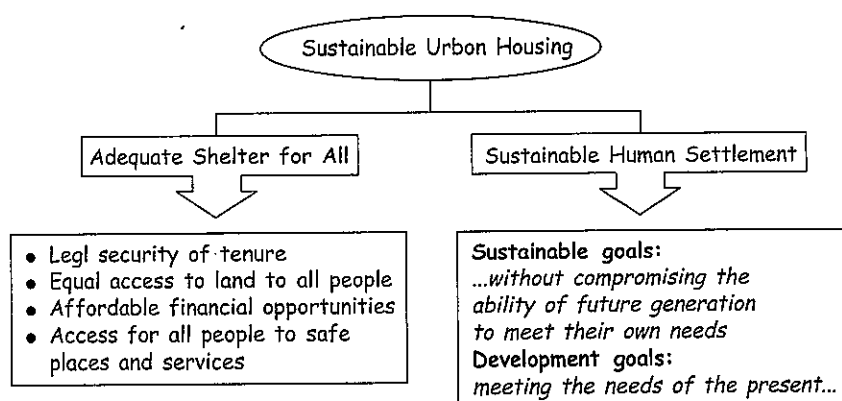 Sustainable Urbon Housing
Adequate Shelter for All
Sustainable Human Settlement
● Legl security of tenure
● Equal access to land to all people
● Affordable financial opportunities
● Access for all people to safe
places and services
Sustainable goals:
...without compromising the
ability of future generation
to meet their own needs
Development goals:
meeting the needs of the present...